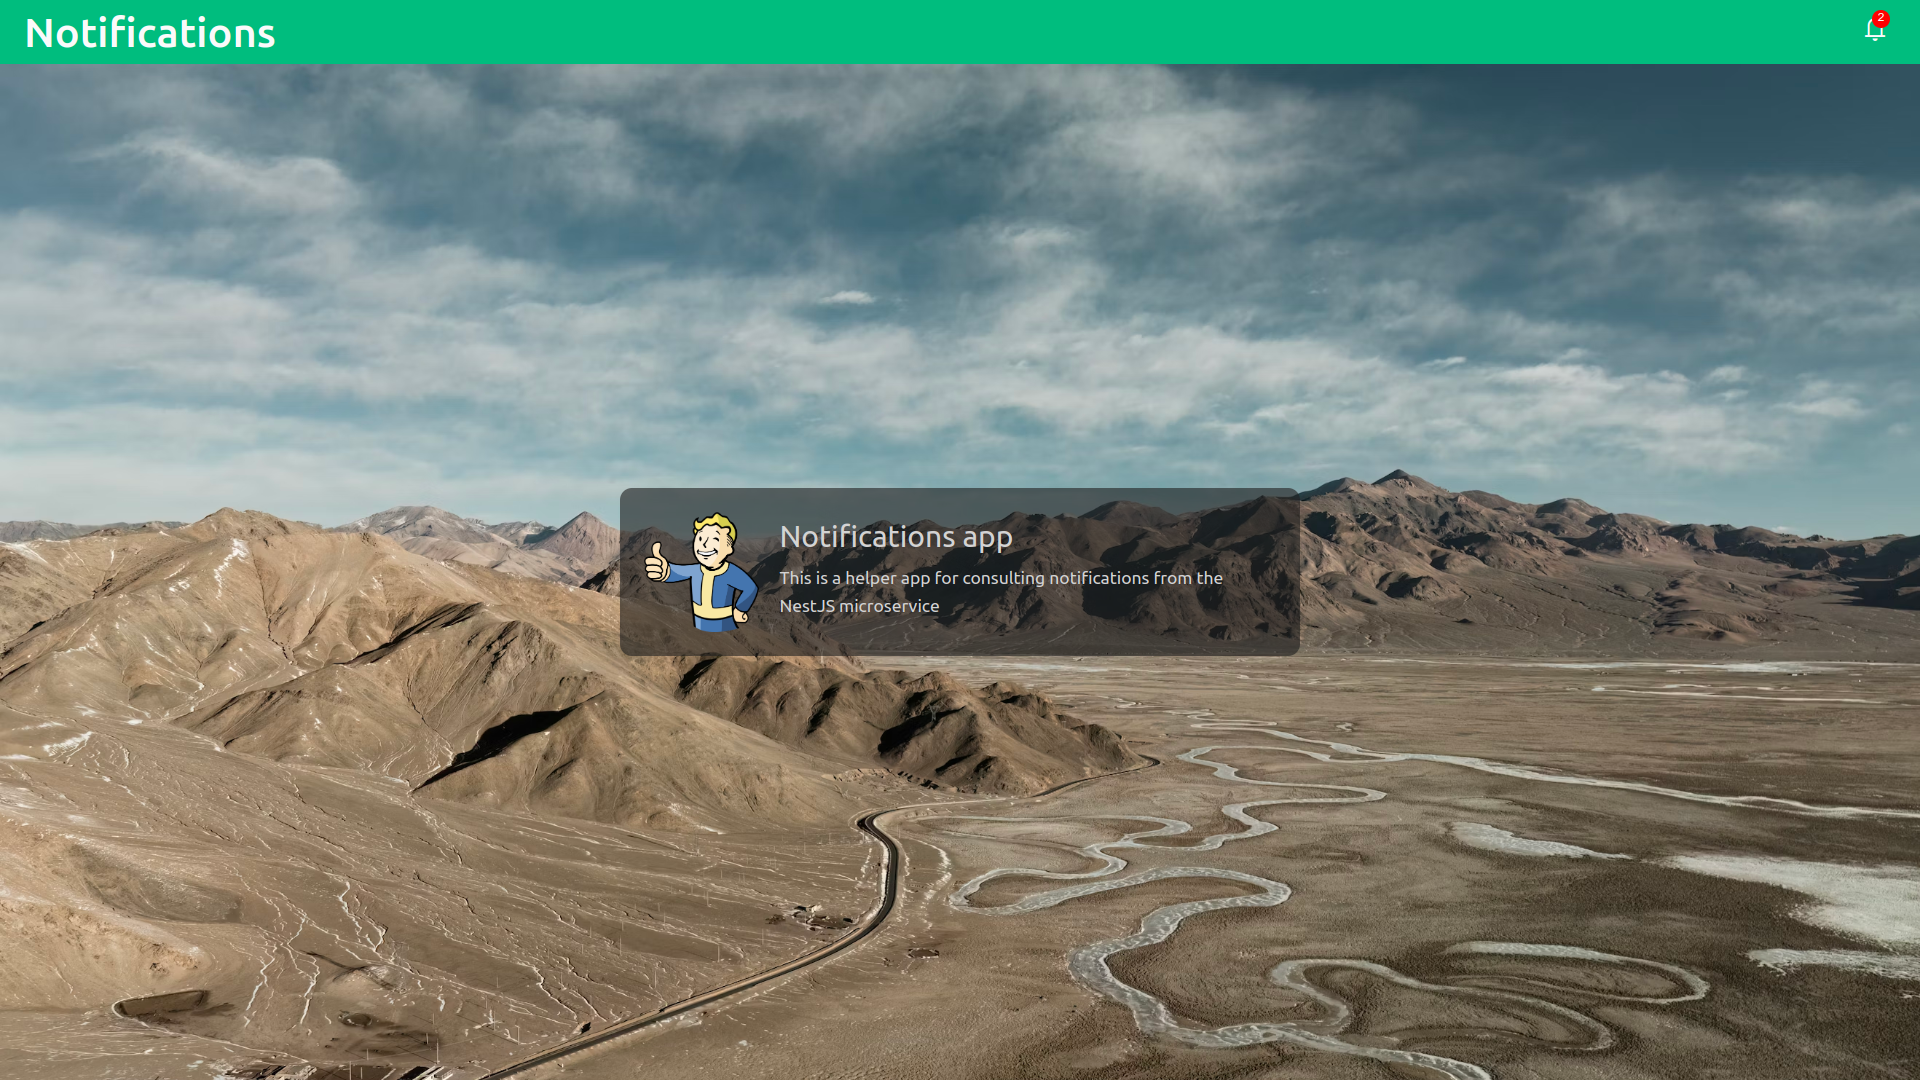 Notifications
2
Notifications app
This is a helper app for consulting notifications from the
NestJS microservice